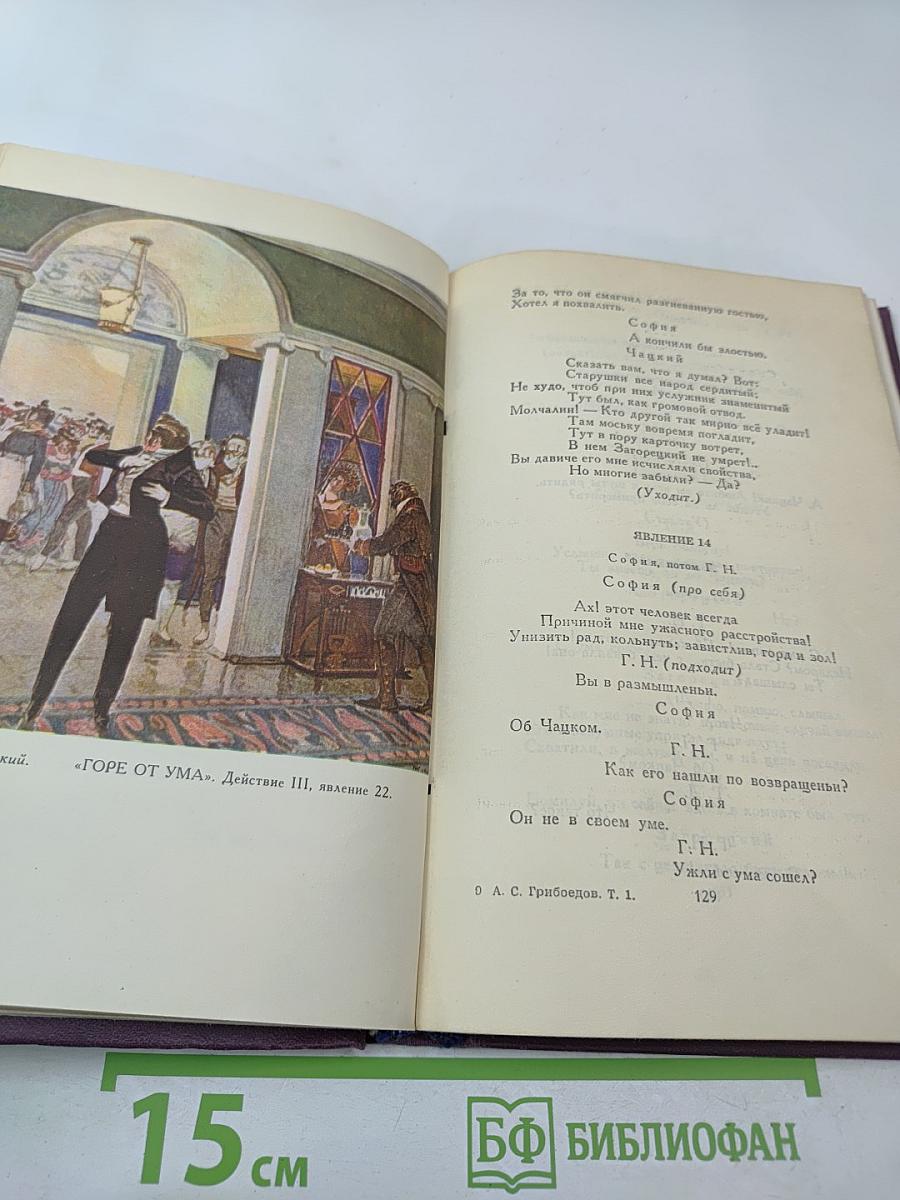 кий.
«ГОРЕ ОТ УМА». Действие III, явление 22.
За то, что он смягчил разгневанную гостью,
Хотел я похвалить.
София
А кончили бы злостью.
Чацкий
Сказать вам, что я думал? Вот:
Старушки все народ сердитый;
Не худо, чтоб при них услужник знаменитый
Тут был, как громовой отвод.
Молчалин! — Кто другой так мирно всё уладит!
Там моську вовремя погладит,
Тут в пору карточку вотрет,
В нем Загорецкий не умрет!..
Вы давиче его мне исчисляли свойства,
Но многие забыли? — Да?
(Уходит.)
ЯВЛЕНИЕ 14
София, потом Г. Н.
София (про себя)
Ах! этот человек всегда
Причиной мне ужасного расстройства!
Унизить рад, кольнуть; завистлив, горд и зол!
Г. Н. (подходит)
Вы в размышленьи.
София
Об Чацком.
Г. Н.
Как его нашли по возвращеньи?
София
Он не в своем уме.
Г. Н.
Ужли с ума сошел?
9 А. С. Грибоедов. Т. 1. 129
15 см
БФ БИБЛИОФАН